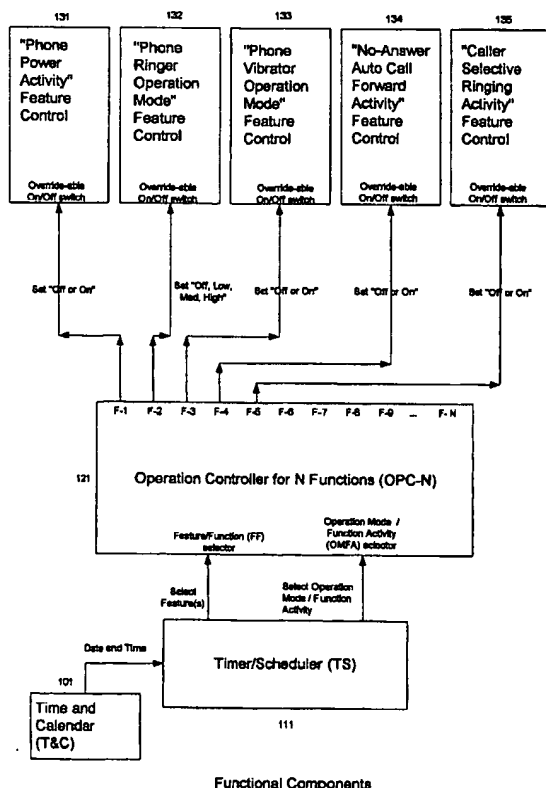 131
132
133
134
135
"Phone
Power
Activity"
Feature
Control
Override-able
On/Off switch
"Phone
Ringer
Operation
Mode"
Feature
Control
Override-able
On/Off switch
"Phone
Vibrator
Operation
Mode"
Feature
Control
Override-able
On/Off switch
"No-Answer
Auto Call
Forward
Activity"
Feature
Control
Override-able
On/Off switch
"Caller
Selective
Ringing
Activity"
Feature
Control
Override-able
On/Off switch
Set "Off or On"
Set "Off, Low,
Med, High"
Set "Off or On"
Set "Off or On"
Set "Off or On"
F-1 F-2 F-3 F-4 F-5 F-6 F-7 F-8 F-9 ... F- N
121
Operation Controller for N Functions (OPC-N)
Feature/Function (FF)
selector
Operation Mode /
Function Activity
(OMFA) selector
Select
Feature(s)
Select Operation
Mode / Function
Activity
Date and Time
Timer/Scheduler (TS)
101
Time and
Calendar
(T&C)
111
Functional Components